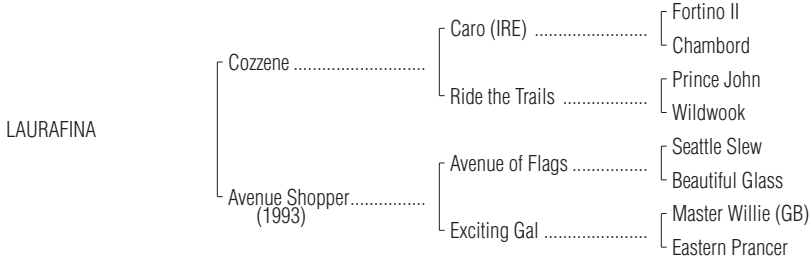 Fortino II
Caro (IRE) ........................
Chambord
Cozzene ............................
Prince John
Ride the Trails ..................
Wildwook
LAURAFINA
Seattle Slew
Avenue of Flags ................
Beautiful Glass
Avenue Shopper................
(1993)
Master Willie (GB)
Exciting Gal ......................
Eastern Prancer